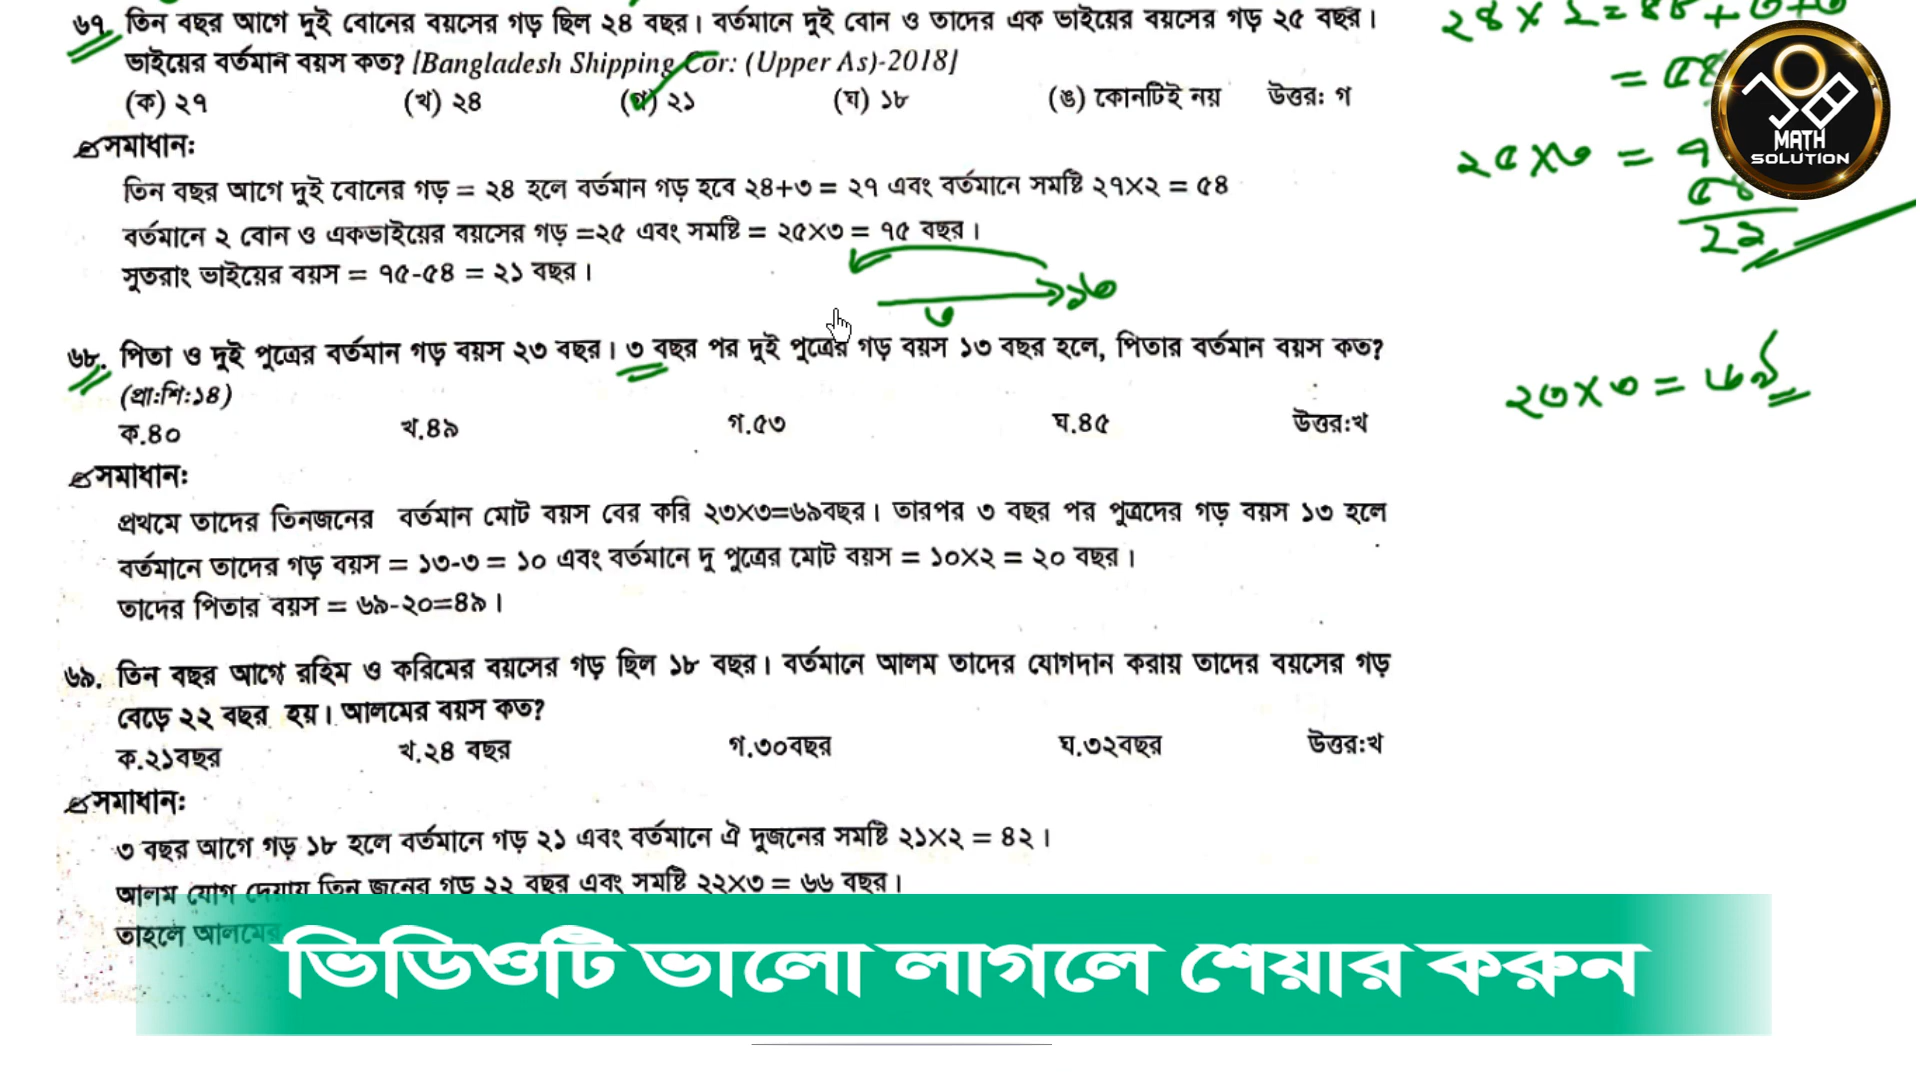 ৬৭. তিন বছর আগে দুই বোনের বয়সের গড় ছিল ২৪ বছর। বর্তমানে দুই বোন ও তাদের এক ভাইয়ের বয়সের গড় ২৫ বছর।
ভাইয়ের বর্তমান বয়স কত? [Bangladesh Shipping Cor: (Upper As)-2018]
(ক) ২৭ (খ) ২৪ (গ) ২১ (ঘ) ১৮ (ঙ) কোনটিই নয় উত্তর: গ
সমাধান:
তিন বছর আগে দুই বোনের গড় = ২৪ হলে বর্তমান গড় হবে ২৪+৩ = ২৭ এবং বর্তমানে সমষ্টি ২৭×২ = ৫৪
বর্তমানে ২ বোন ও একভাইয়ের বয়সের গড় =২৫ এবং সমষ্টি = ২৫×৩ = ৭৫ বছর।
সুতরাং ভাইয়ের বয়স = ৭৫-৫৪ = ২১ বছর।
২৫×৩ =
MATH
SOLUTION
১৩
৩
৬৮. পিতা ও দুই পুত্রের বর্তমান গড় বয়স ২৩ বছর। ৩ বছর পর দুই পুত্রের গড় বয়স ১৩ বছর হলে, পিতার বর্তমান বয়স কত?
(প্রা:শি:১৪)
ক.৪০ খ.৪৯ গ.৫৩ ঘ.৪৫ উত্তর:খ
২৩×৩ = ৬৯
সমাধান:
প্রথমে তাদের তিনজনের বর্তমান মোট বয়স বের করি ২৩×৩=৬৯বছর। তারপর ৩ বছর পর পুত্রদের গড় বয়স ১৩ হলে
বর্তমানে তাদের গড় বয়স = ১৩-৩ = ১০ এবং বর্তমানে দু পুত্রের মোট বয়স = ১০×২ = ২০ বছর।
তাদের পিতার বয়স = ৬৯-২০=৪৯।
৬৯. তিন বছর আগে রহিম ও করিমের বয়সের গড় ছিল ১৮ বছর। বর্তমানে আলম তাদের যোগদান করায় তাদের বয়সের গড়
বেড়ে ২২ বছর হয়। আলমের বয়স কত?
ক.২১বছর খ.২৪ বছর গ.৩০বছর ঘ.৩২বছর উত্তর:খ
সমাধান:
৩ বছর আগে গড় ১৮ হলে বর্তমানে গড় ২১ এবং বর্তমানে ঐ দুজনের সমষ্টি ২১×২ = ৪২।
আলম যোগ দেয়ায় তিন জনের গড় ২২ বছর এবং সমষ্টি ২২×৩ = ৬৬ বছর।
তাহলে আলমের
ভিডিওটি ভালো লাগলে শেয়ার করুন